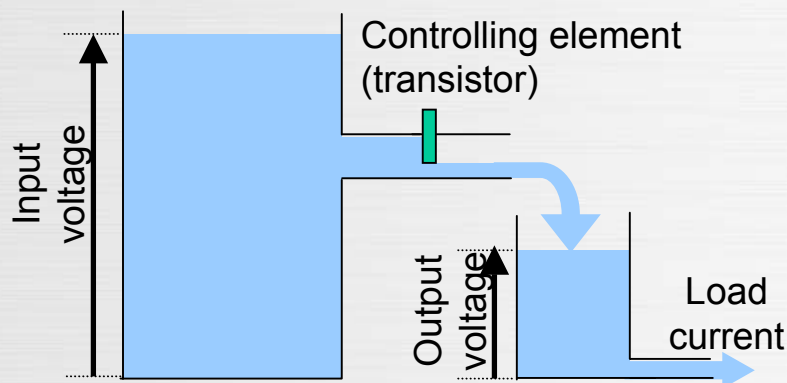 Controlling element
(transistor)
Input
voltage
Output
voltage
Load
current